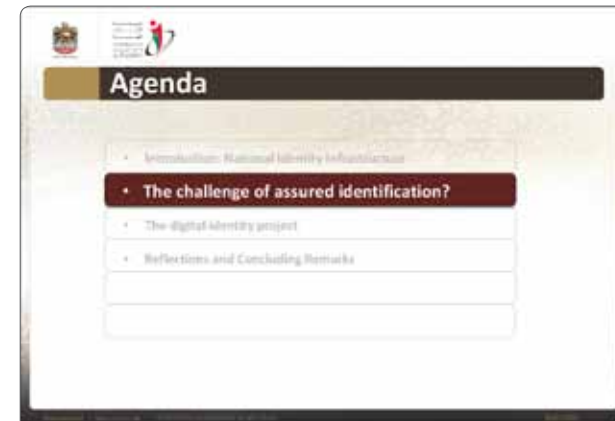 Agenda
• Introduction: National Identity Infrastructure
• The challenge of assured identification?
• The digital identity project
• Reflections and Concluding Remarks